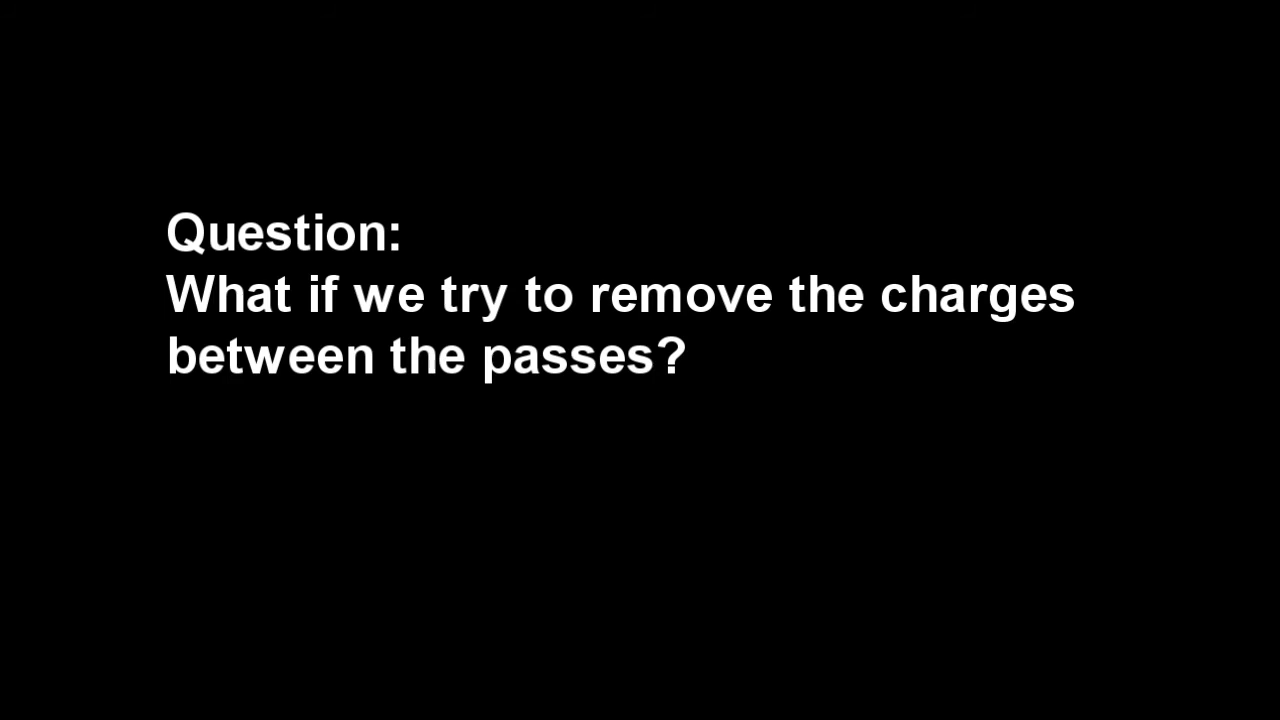 Question:
What if we try to remove the charges
between the passes?